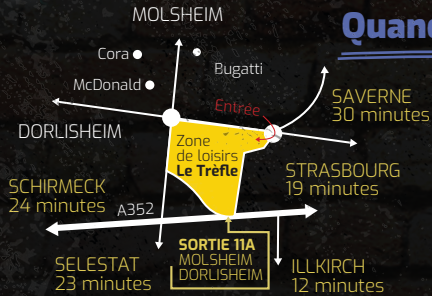 MOLSHEIM
Quand
Cora
Bugatti
McDonald
Entrée
SAVERNE
30 minutes
DORLISHEIM
Zone
de loisirs
Le Trèfle
STRASBOURG
19 minutes
SCHIRMECK
24 minutes
A352
SORTIE 11A
MOLSHEIM
DORLISHEIM
SELESTAT
23 minutes
ILLKIRCH
12 minutes